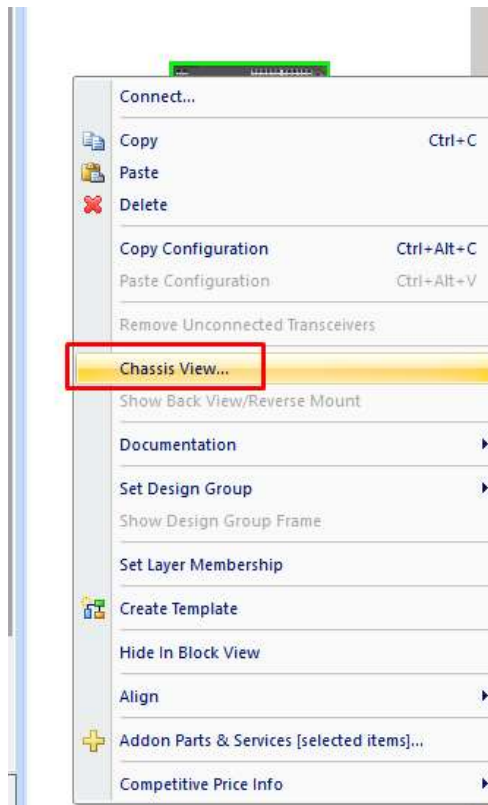 Connect...
Copy Ctrl+C
Paste
Delete
Copy Configuration Ctrl+Alt+C
Paste Configuration Ctrl+Alt+V
Remove Unconnected Transceivers
Chassis View...
Show Back View/Reverse Mount
Documentation
Set Design Group
Show Design Group Frame
Set Layer Membership
Create Template
Hide In Block View
Align
Addon Parts & Services [selected items]...
Competitive Price Info